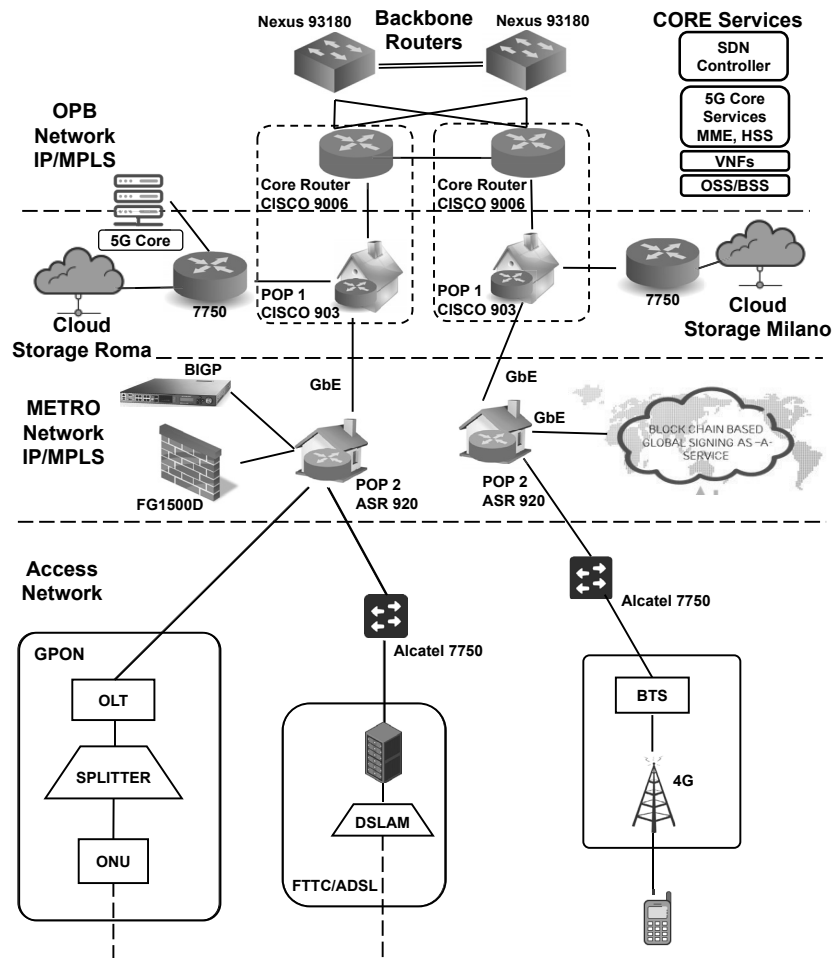 Nexus 93180
Backbone
Routers
Nexus 93180
CORE Services
SDN
Controller
5G Core
Services
MME, HSS
VNFs
OSS/BSS
OPB
Network
IP/MPLS
Core Router
CISCO 9006
Core Router
CISCO 9006
5G Core
7750
POP 1
CISCO 903
POP 1
CISCO 903
7750
Cloud
Storage Roma
Cloud
Storage Milano
BIGP
GbE
GbE
GbE
METRO
Network
IP/MPLS
BLOCK CHAIN BASED
GLOBAL SIGNING AS -A-
SERVICE
FG1500D
POP 2
ASR 920
POP 2
ASR 920
Access
Network
Alcatel 7750
Alcatel 7750
GPON
OLT
SPLITTER
ONU
DSLAM
FTTC/ADSL
BTS
4G